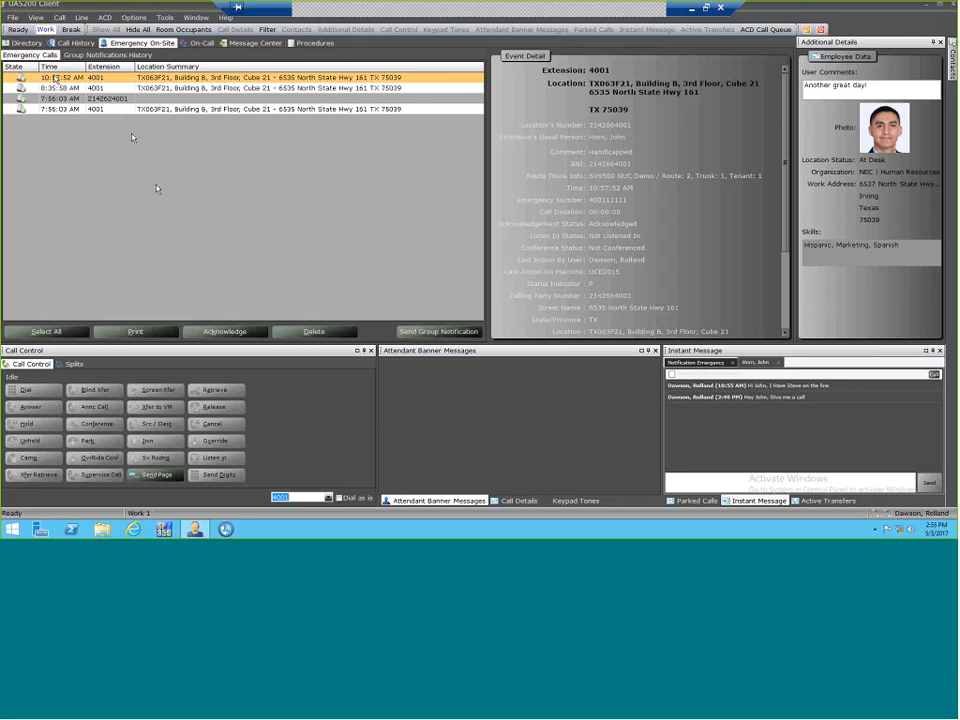 UA5200 Client
File View Call Line ACD Options Tools Window Help
Ready Work Break Show All Hide All Room Occupants Call Details Filter Contacts Additional Details Call Control Keypad Tones Attendant Banner Messages Parked Calls Instant Message Active Transfers ACD Call Queue
Directory Call History Emergency On-Site On-Call Message Center Procedures
Emergency Calls Group Notifications History
State Time Extension Location Summary
10:57:52 AM 4001 TX063F21, Building B, 3rd Floor, Cube 21 - 6535 North State Hwy 161 TX 75039
8:35:58 AM 4001 TX063F21, Building B, 3rd Floor, Cube 21 - 6535 North State Hwy 161 TX 75039
7:56:03 AM 2142624001
7:56:03 AM 4001 TX063F21, Building B, 3rd Floor, Cube 21 - 6535 North State Hwy 161 TX 75039
Select All Print Acknowledge Delete Send Group Notification
Event Detail
Extension: 4001
Location: TX063F21, Building B, 3rd Floor, Cube 21
6535 North State Hwy 161
TX 75039
Location's Number: 2142664001
Extension's Usual Person: Horn, John
Comment: Handicapped
ANI: 2142664001
Route Trunk Info: SV9500 NUC Demo / Route: 2, Trunk: 1, Tenant: 1
Time: 10:57:52 AM
Emergency Number: 400111111
Call Duration: 00:00:00
Acknowledgement Status: Acknowledged
Listen In Status: Not Listened In
Conference Status: Not Conferenced
Last Action By User: Dawson, Rolland
Last Action On Machine: UCE2015
Status Indicator: P
Calling Party Number: 2142864001
Street Name: 6535 North State Hwy 161
State/Province: TX
Location: TX063F21, Building B, 3rd Floor, Cube 21
Additional Details
Employee Data
User Comments:
Another great day!
Photo:
Location Status: At Desk
Organization: NEC | Human Resources
Work Address: 6537 North State Hwy...
Irving
Texas
75039
Skills:
Hispanic, Marketing, Spanish
Contacts
Call Control
Call Control Splits
Idle
Dial Blind Xfer Screen Xfer Retrieve
Answer Annc Call Xfer to VM Release
Hold Conference Src / Dest Cancel
Unhold Park Join Override
Camp OvrRide Conf Sv Rcdng Listen in
Xfer Retrieve Supervise Call Send Page Send Digits
4001 Dial as is
Attendant Banner Messages
Attendant Banner Messages Call Details Keypad Tones
Instant Message
Notification Emergency Horn, John
Dawson, Rolland (10:55 AM) Hi John, I Have Steve on the line
Dawson, Rolland (2:46 PM) Hey John, Give me a call
Activate Windows
Go to System in Control Panel to activate Windows
Send
Parked Calls Instant Message Active Transfers
Ready Work 1 Dawson, Rolland
2:55 PM
5/3/2017